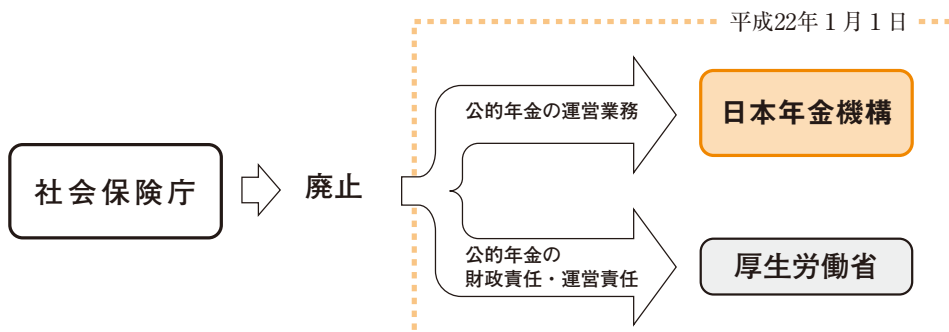 平成22年１月１日
公的年金の運営業務
日本年金機構
社会保険庁
廃止
公的年金の
財政責任・運営責任
厚生労働省